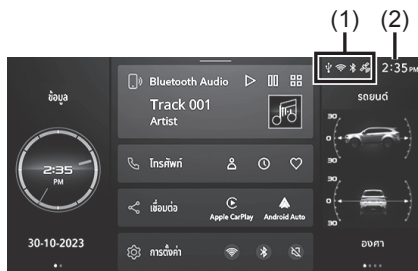 (1) (2)
2:35 PM
ข้อมูล
2:35
PM
30-10-2023
Bluetooth Audio
Track 001
Artist
โทรศัพท์
เชื่อมต่อ
Apple CarPlay Android Auto
การตั้งค่า
รถยนต์
30
0
30
30
0
30
องศา